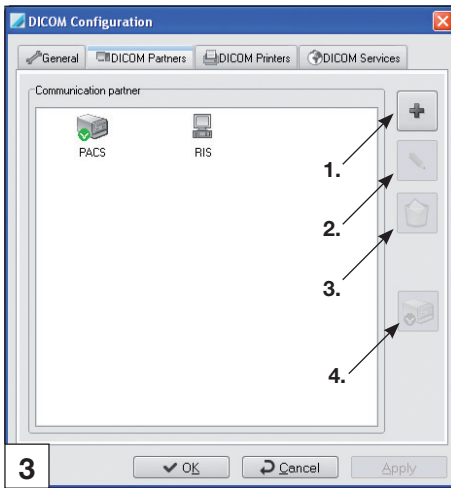 DICOM Configuration
General DICOM Partners DICOM Printers DICOM Services
Communication partner
PACS RIS
1.
2.
3.
4.
3 OK Cancel Apply